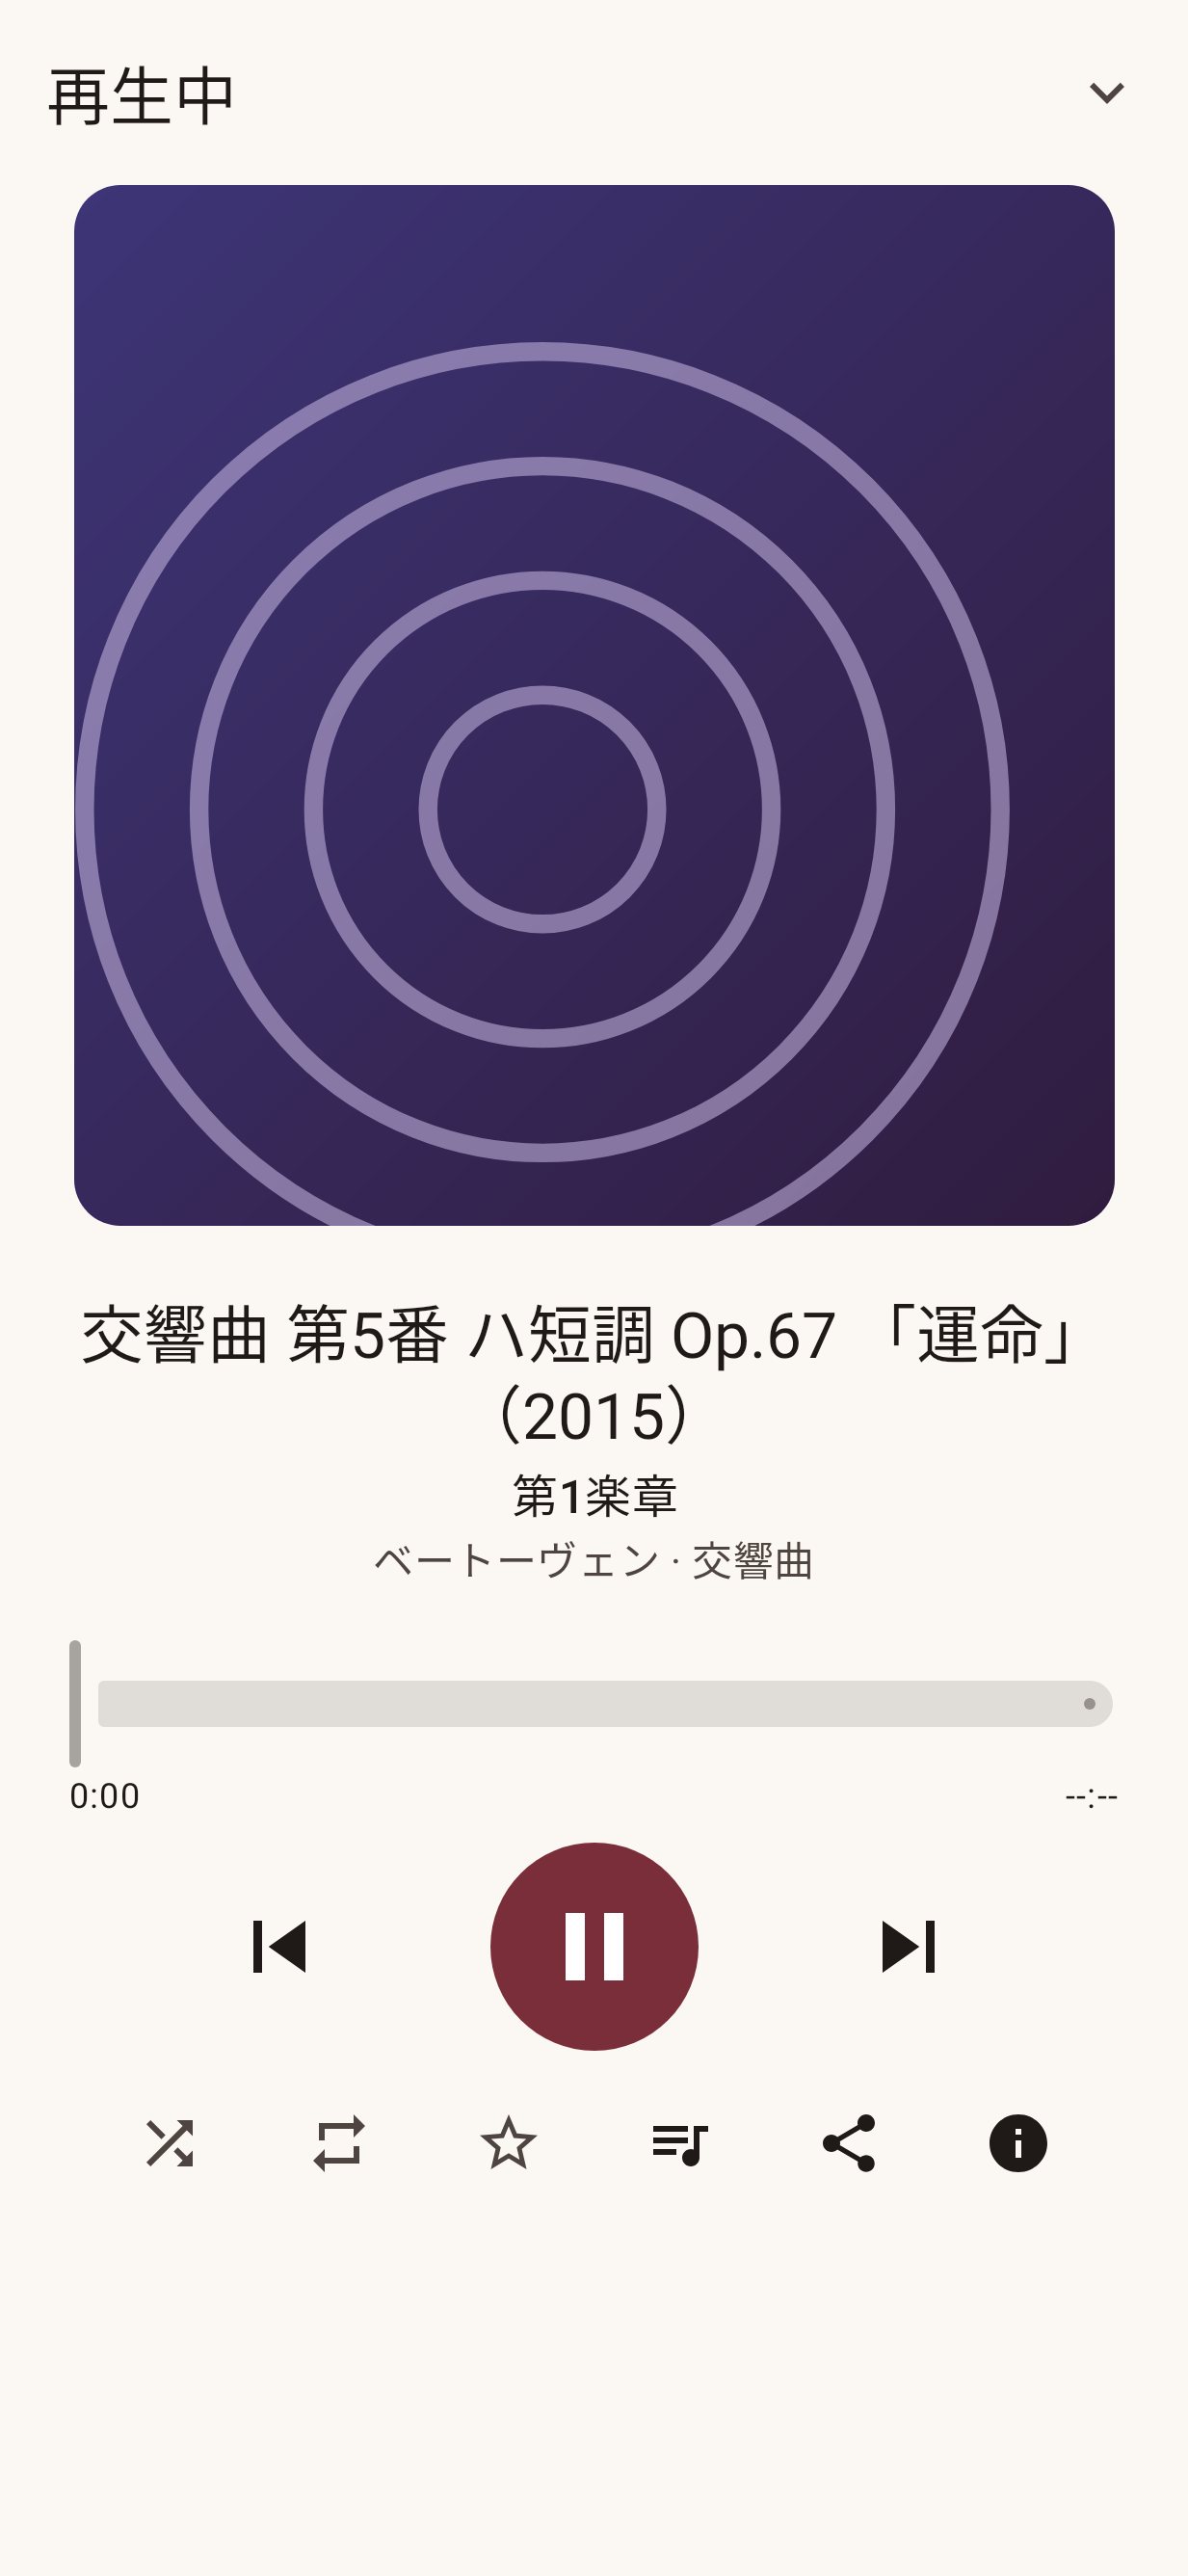 再生中
交響曲 第5番 ハ短調 Op.67 「運命」
（2015）
第1楽章
ベートーヴェン · 交響曲
0:00
--:--